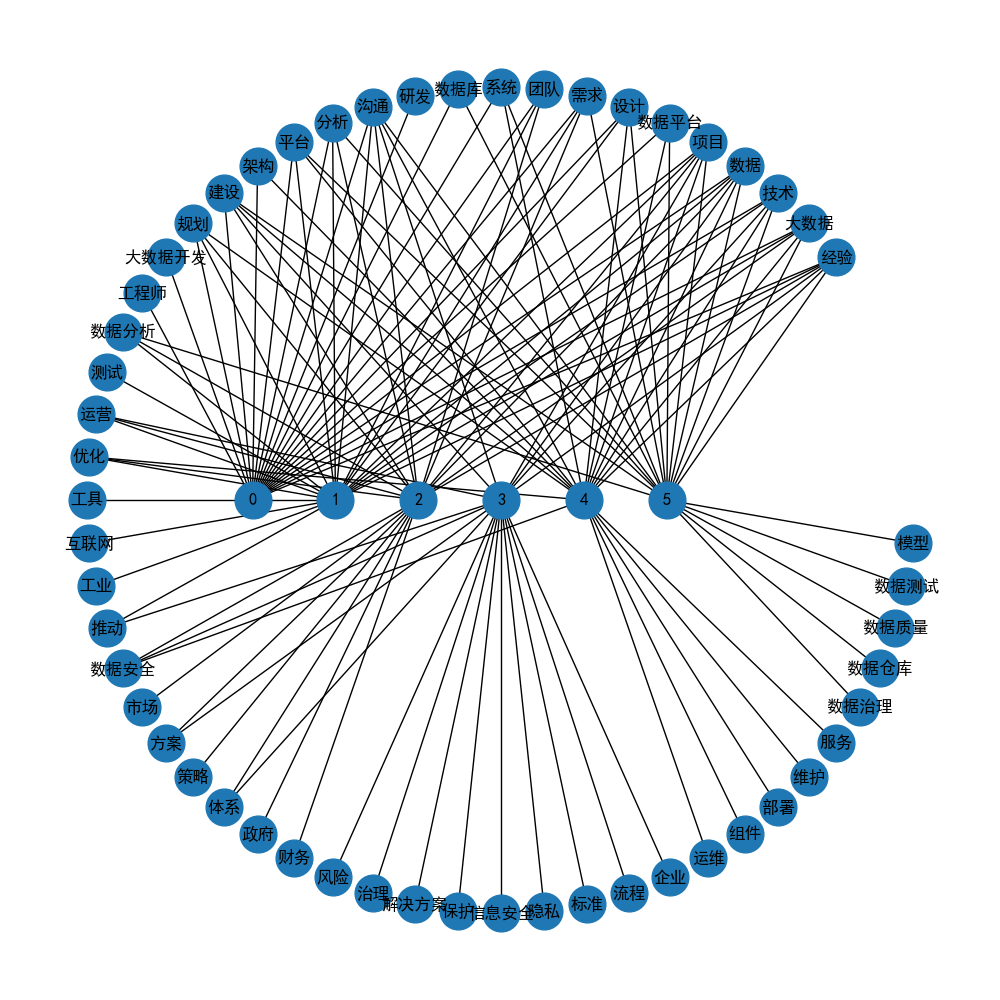 系统
数据库
团队
研发
需求
沟通
设计
分析
数据平台
平台
项目
架构
数据
建设
技术
规划
大数据
大数据开发
经验
工程师
数据分析
测试
运营
优化
工具
0
1
2
3
4
5
互联网
模型
工业
数据测试
推动
数据质量
数据安全
数据仓库
市场
数据治理
方案
服务
策略
维护
体系
部署
政府
组件
财务
运维
风险
企业
治理
流程
解决方案
标准
保护
隐私
信息安全